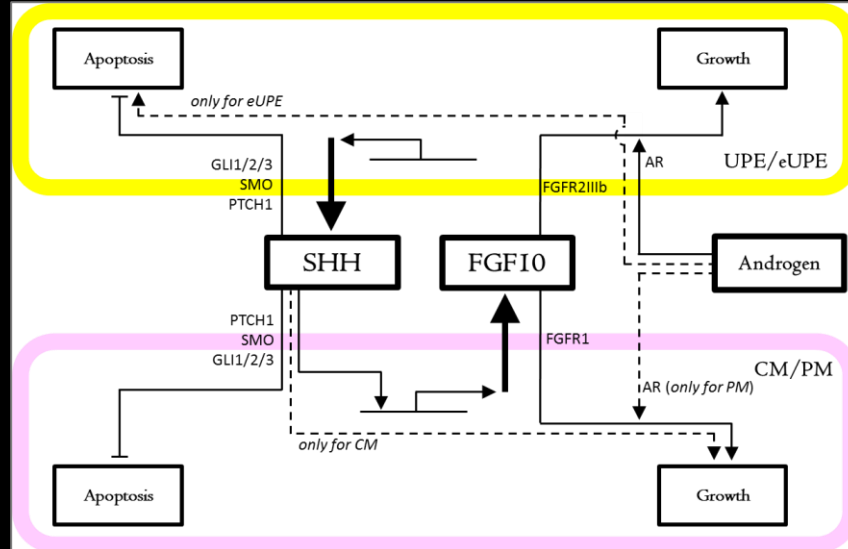 Apoptosis
Growth
only for eUPE
GLI1/2/3
SMO
PTCH1
AR
UPE/eUPE
FGFR2IIIb
SHH
FGF10
Androgen
PTCH1
SMO
GLI1/2/3
FGFR1
CM/PM
AR (only for PM)
only for CM
Apoptosis
Growth